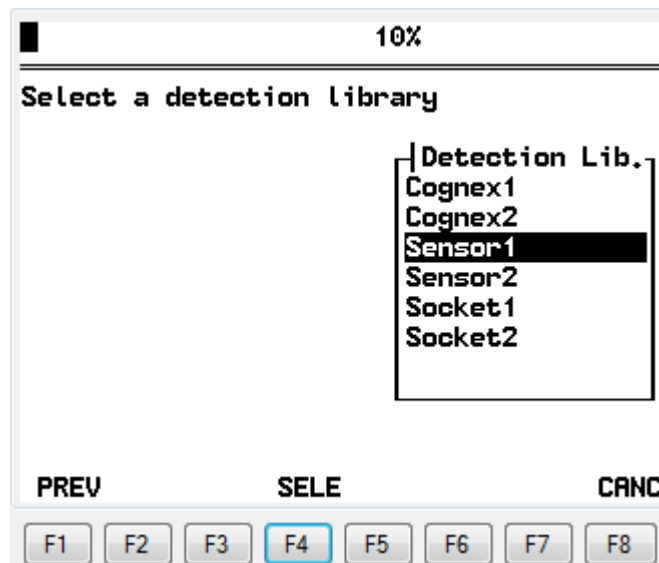 10%
Select a detection library
Detection Lib.
Cognex1
Cognex2
Sensor1
Sensor2
Socket1
Socket2
PREV SELE CANC
F1 F2 F3 F4 F5 F6 F7 F8